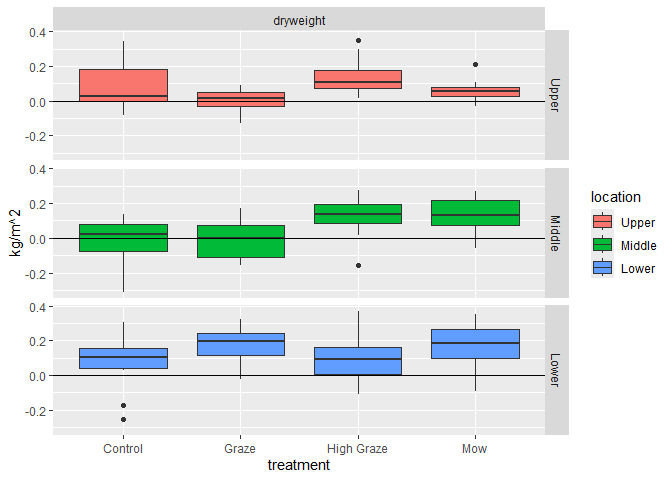 dryweight
0.4
0.2
0.0
-0.2
Upper
0.4
0.2
0.0
-0.2
Middle
0.4
0.2
0.0
-0.2
Lower
kg/m^2
Control Graze High Graze Mow
treatment
location
Upper
Middle
Lower